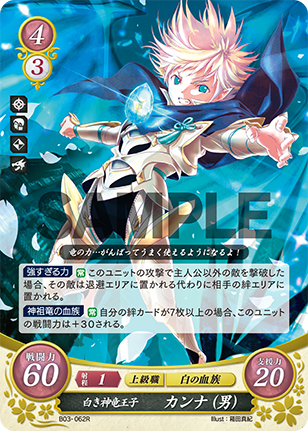 4
3
SAMPLE
竜の力…がんばってうまく使えるようになるよ!
強すぎる力 常 このユニットの攻撃で主人公以外の敵を撃破した
場合、その敵は退避エリアに置かれる代わりに相手の絆エリアに
置かれる。
神祖竜の血族 常 自分の絆カードが7枚以上の場合、このユニット
の戦闘力は+30される。
戦闘力
60
射程 1
上級職
白の血族
支援力
20
白き神竜王子 カンナ(男)
B03-062R
Illust:箱田真紀